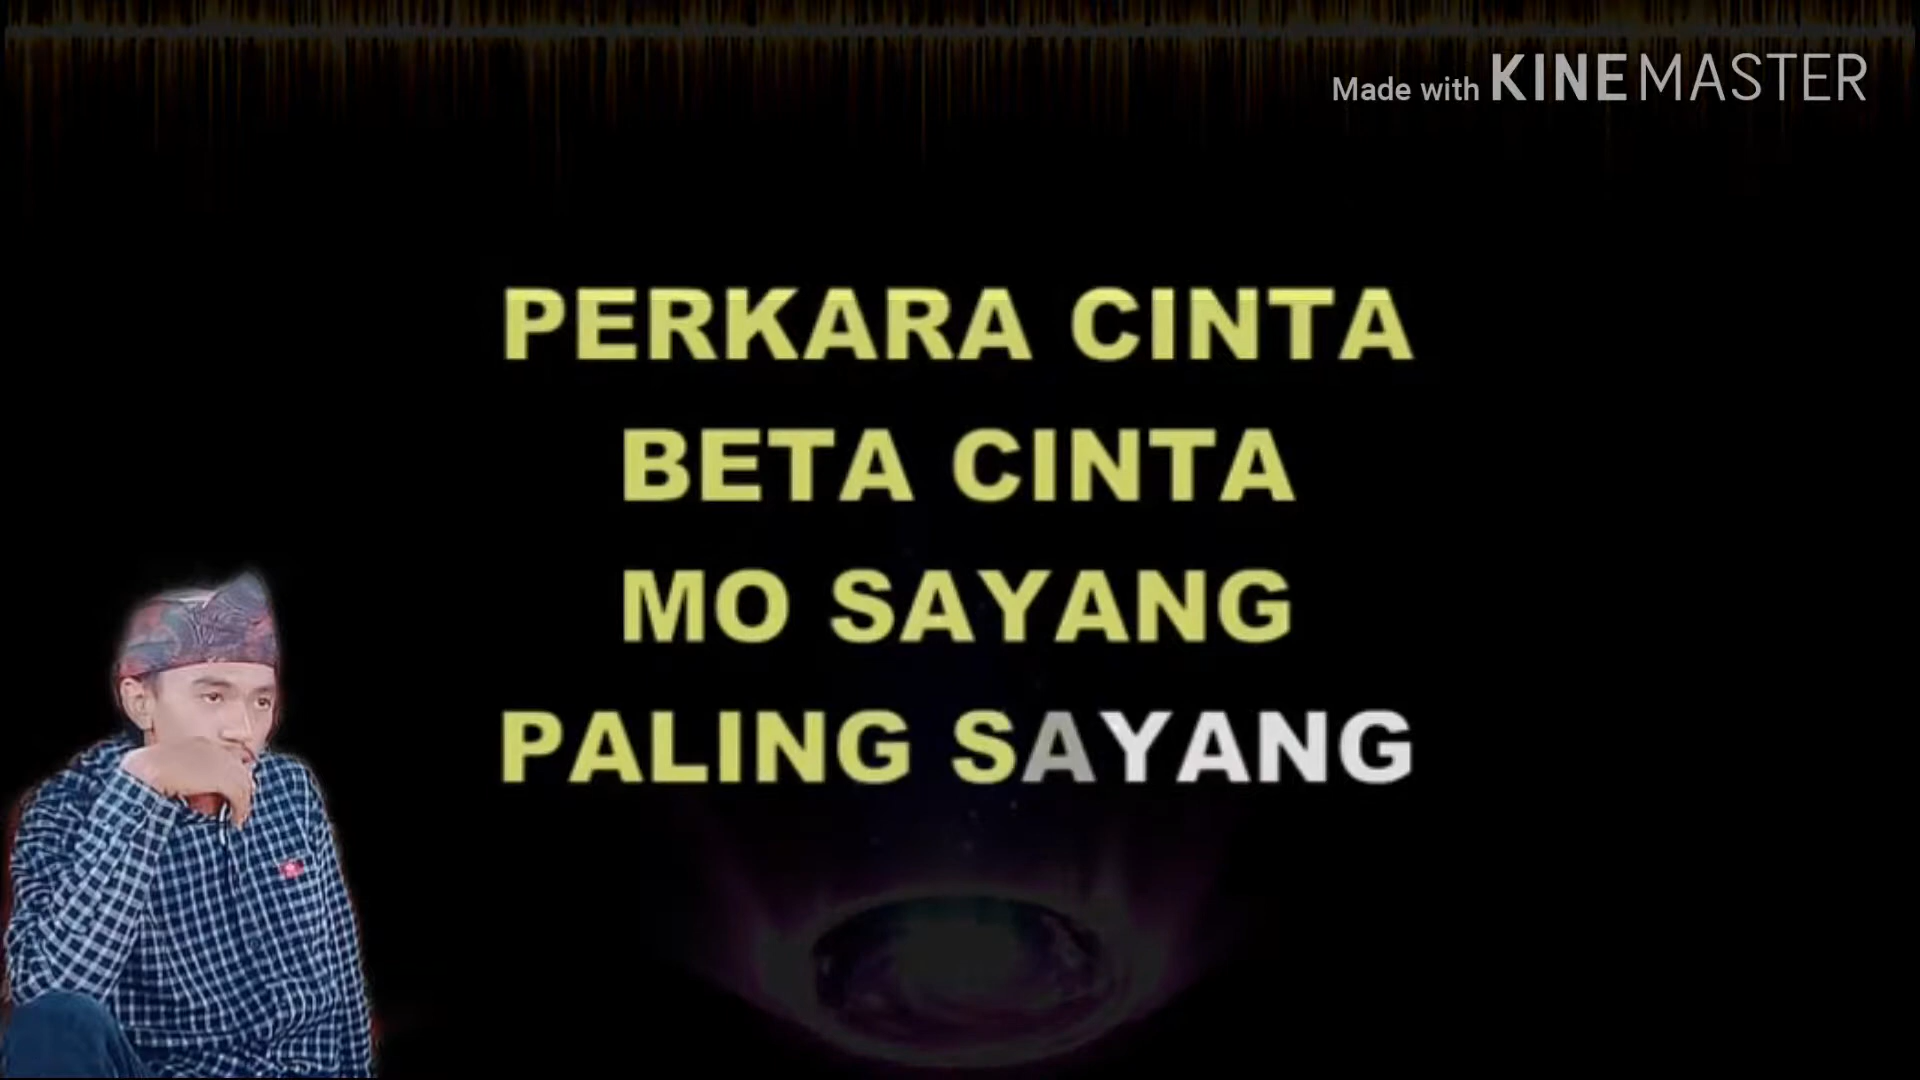 Made with KINEMASTER
PERKARA CINTA
BETA CINTA
MO SAYANG
PALING SAYANG